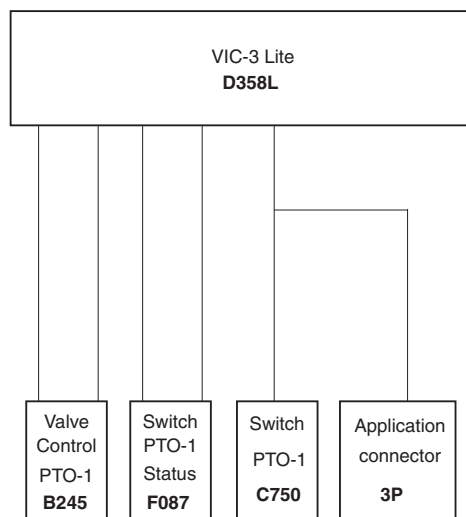 VIC-3 Lite
D358L
Valve
Control
PTO-1
B245
Switch
PTO-1
Status
F087
Switch
PTO-1
C750
Application
connector
3P